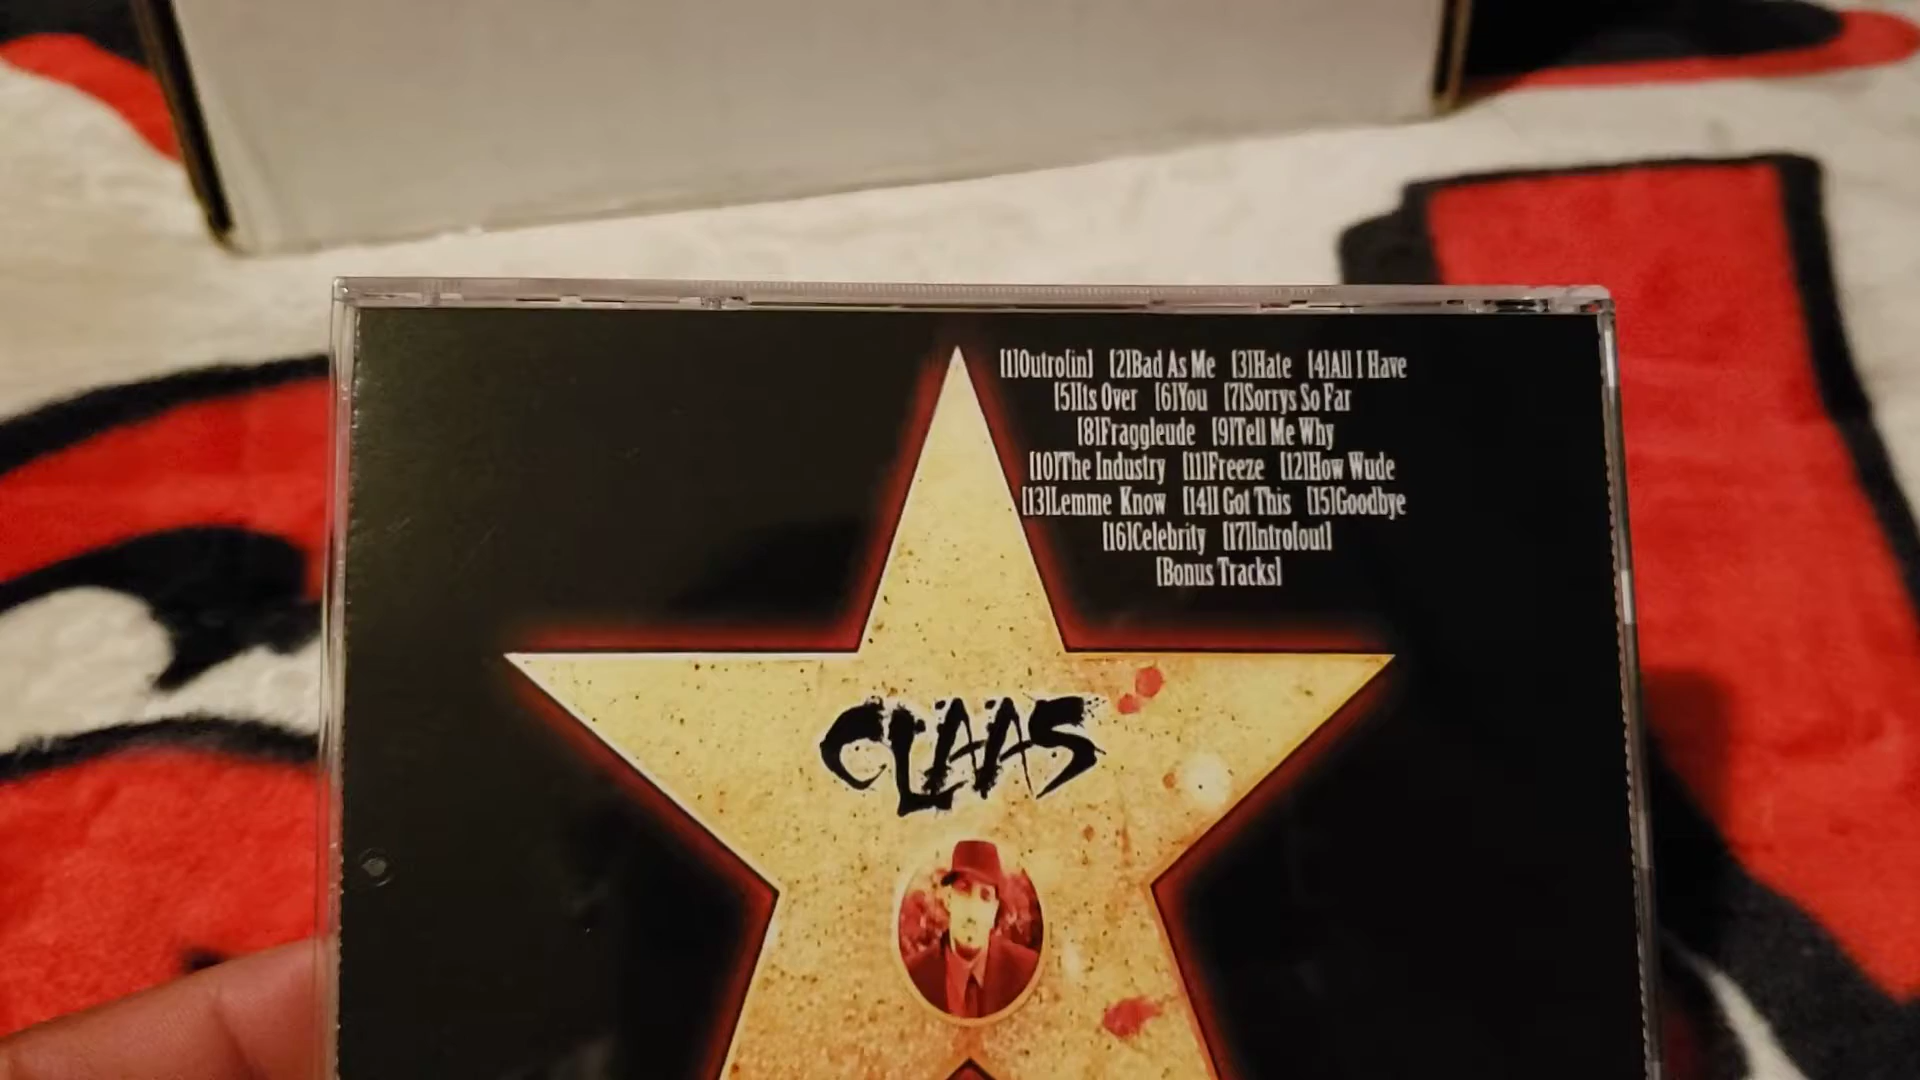 [1]Outro[in] [2]Bad As Me [3]Hate [4]All I Have
[5]Its Over [6]You [7]Sorrys So Far
[8]Fraggleude [9]Tell Me Why
[10]The Industry [11]Freeze [12]How Wude
[13]Lemme Know [14]I Got This [15]Goodbye
[16]Celebrity [17]Intro[out]
[Bonus Tracks]
CLAAS